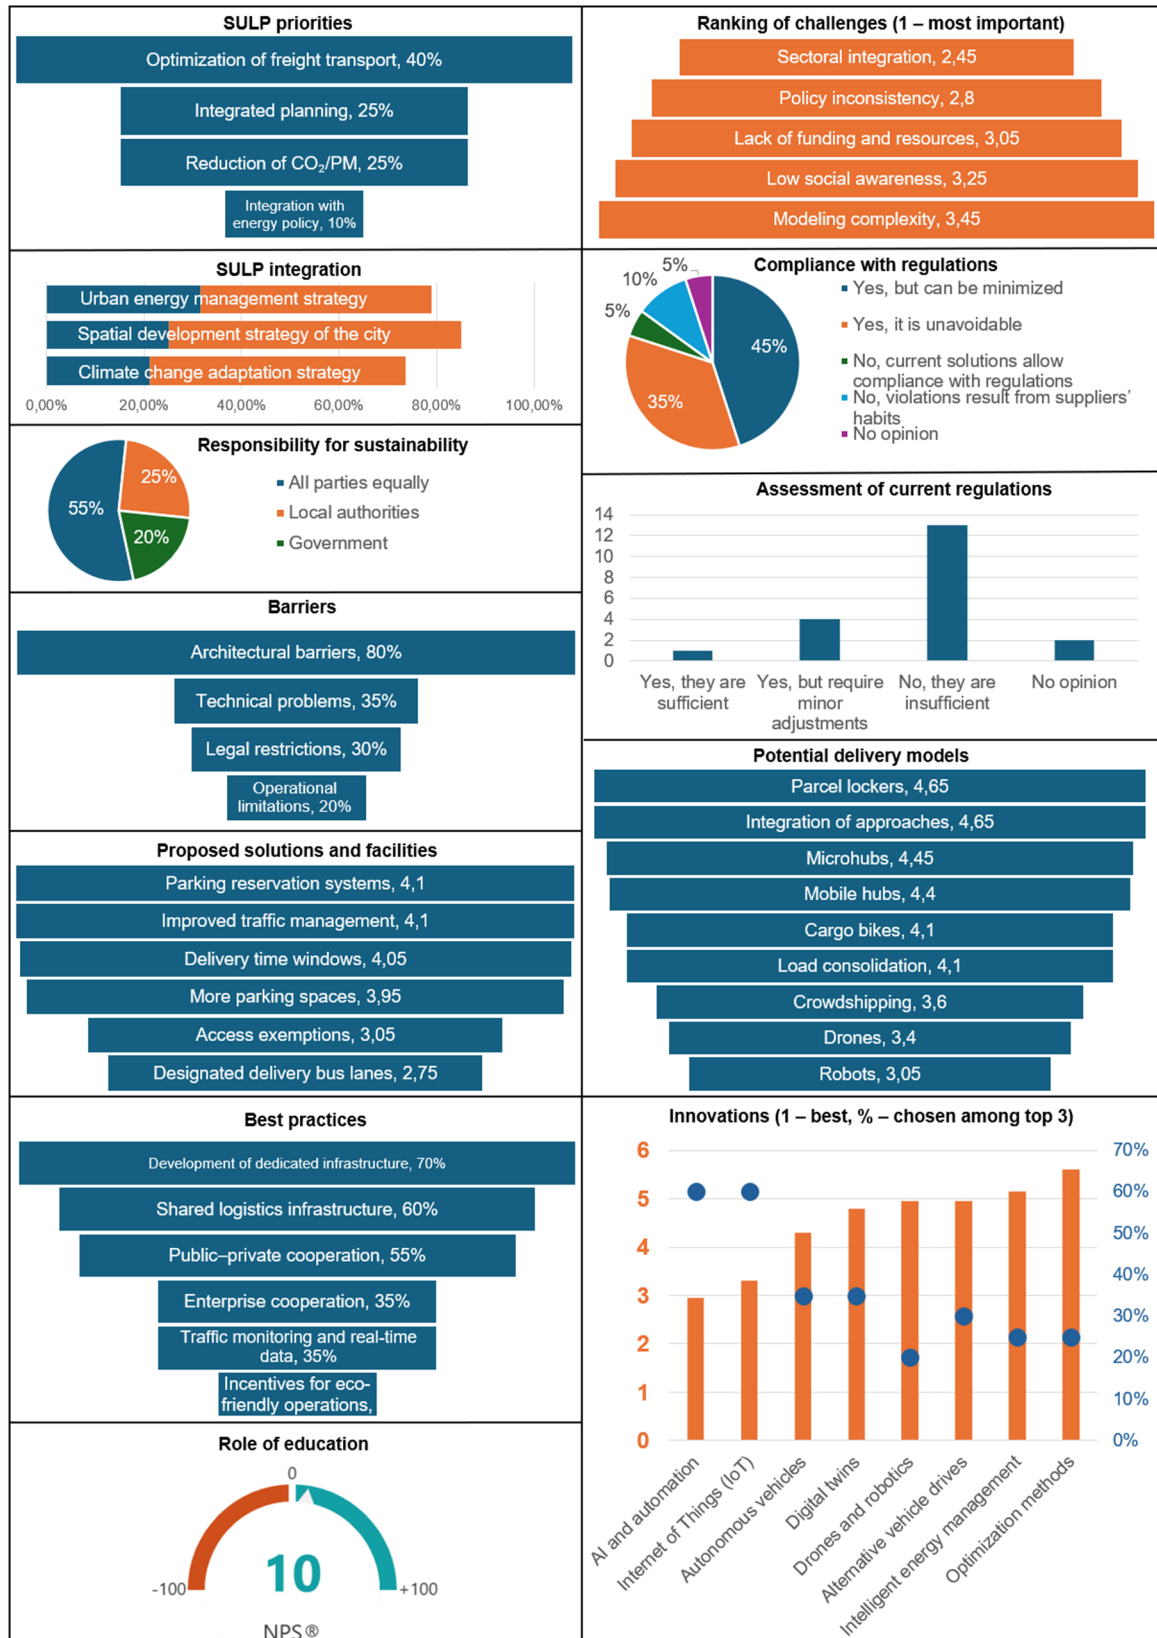 SULP priorities
Optimization of freight transport, 40%
Integrated planning, 25%
Reduction of CO₂/PM, 25%
Integration with
energy policy, 10%
SULP integration
Urban energy management strategy
Spatial development strategy of the city
Climate change adaptation strategy
0,00% 20,00% 40,00% 60,00% 80,00% 100,00%
Responsibility for sustainability
55%
25%
20%
All parties equally
Local authorities
Government
Barriers
Architectural barriers, 80%
Technical problems, 35%
Legal restrictions, 30%
Operational
limitations, 20%
Proposed solutions and facilities
Parking reservation systems, 4,1
Improved traffic management, 4,1
Delivery time windows, 4,05
More parking spaces, 3,95
Access exemptions, 3,05
Designated delivery bus lanes, 2,75
Best practices
Development of dedicated infrastructure, 70%
Shared logistics infrastructure, 60%
Public–private cooperation, 55%
Enterprise cooperation, 35%
Traffic monitoring and real-time
data, 35%
Incentives for eco-
friendly operations,
Role of education
0
-100
10
+100
NPS®
Ranking of challenges (1 – most important)
Sectoral integration, 2,45
Policy inconsistency, 2,8
Lack of funding and resources, 3,05
Low social awareness, 3,25
Modeling complexity, 3,45
Compliance with regulations
5%
10%
5%
45%
35%
Yes, but can be minimized
Yes, it is unavoidable
No, current solutions allow
compliance with regulations
No, violations result from suppliers'
habits
No opinion
Assessment of current regulations
14
12
10
8
6
4
2
0
Yes, they are
sufficient
Yes, but require
minor
adjustments
No, they are
insufficient
No opinion
Potential delivery models
Parcel lockers, 4,65
Integration of approaches, 4,65
Microhubs, 4,45
Mobile hubs, 4,4
Cargo bikes, 4,1
Load consolidation, 4,1
Crowdshipping, 3,6
Drones, 3,4
Robots, 3,05
Innovations (1 – best, % – chosen among top 3)
6
5
4
3
2
1
0
70%
60%
50%
40%
30%
20%
10%
0%
AI and automation
Internet of Things (IoT)
Autonomous vehicles
Digital twins
Drones and robotics
Alternative vehicle drives
Intelligent energy management
Optimization methods